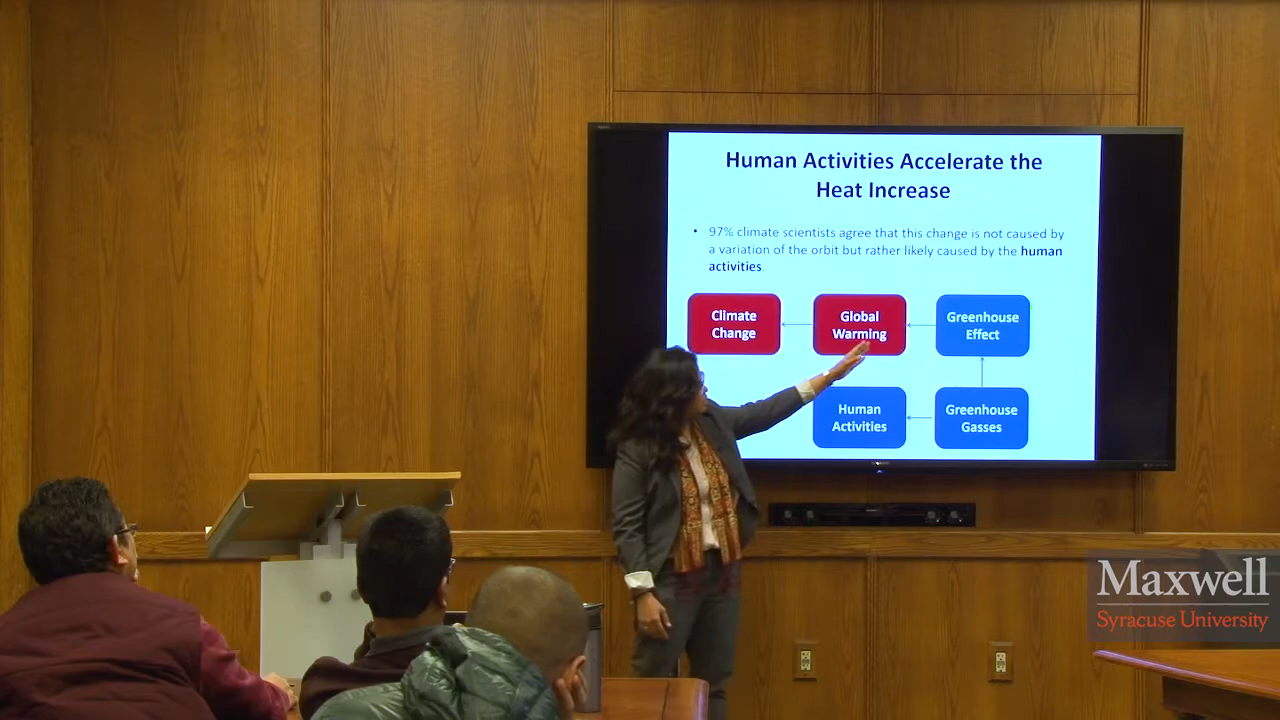 Human Activities Accelerate the
Heat Increase
• 97% climate scientists agree that this change is not caused by
a variation of the orbit but rather likely caused by the human
activities.
Climate
Change
Global
Warming
Greenhouse
Effect
Human
Activities
Greenhouse
Gasses
Maxwell
Syracuse University